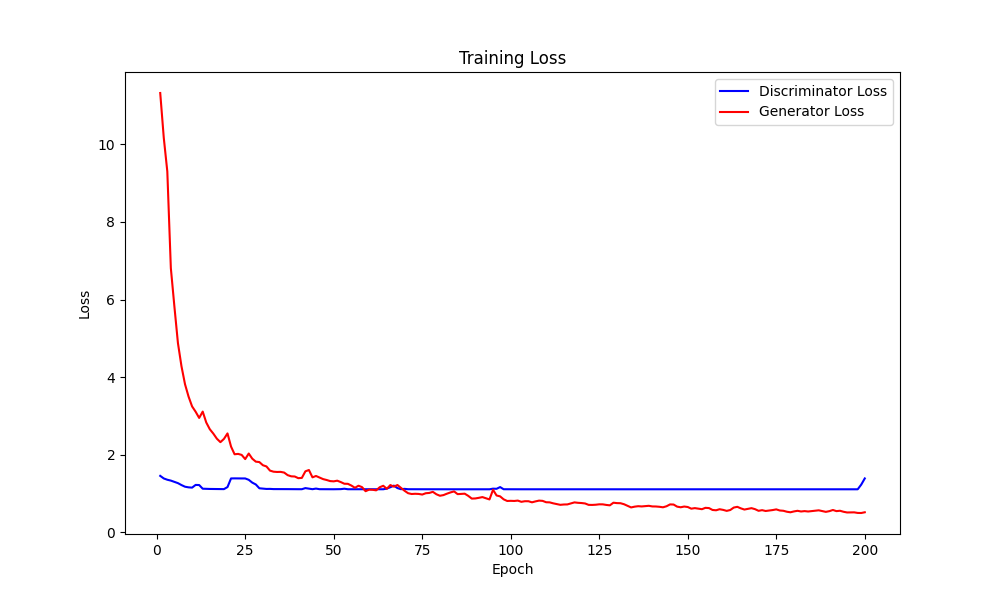 Training Loss
Discriminator Loss
Generator Loss
10
8
6
4
2
0
Loss
0 25 50 75 100 125 150 175 200
Epoch